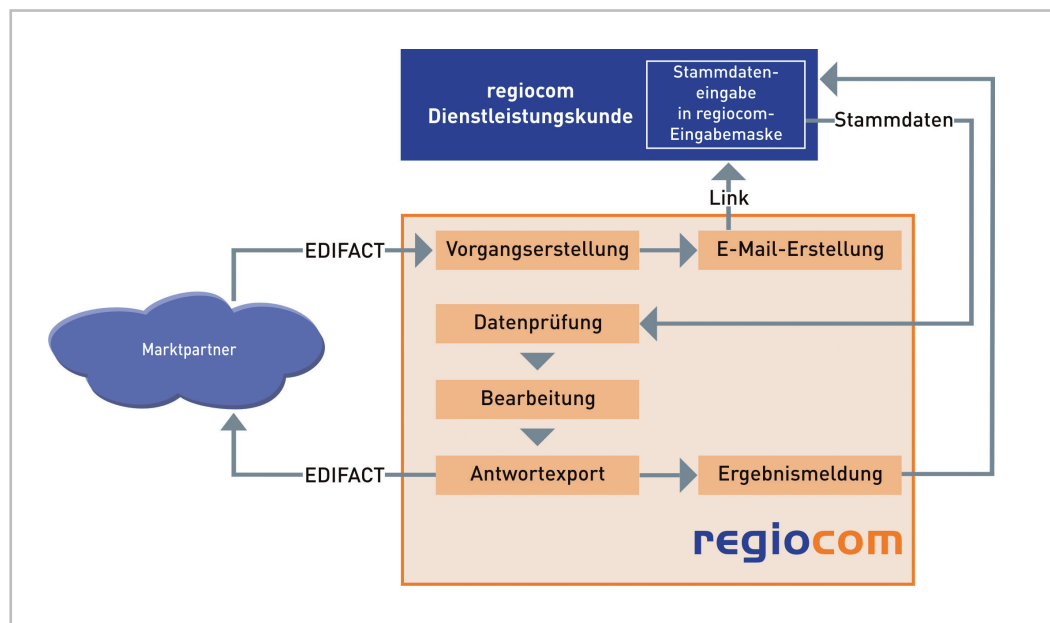 regiocom
Dienstleistungskunde
Stammdaten-
eingabe
in regiocom-
Eingabemaske
Stammdaten
Link
EDIFACT
Vorgangserstellung
E-Mail-Erstellung
Datenprüfung
Marktpartner
Bearbeitung
EDIFACT
Antwortexport
Ergebnismeldung
regiocom